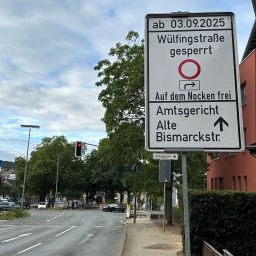 ab 03.09.2025
Wülfingstraße
gesperrt
Auf dem Nocken frei
Amtsgericht
Alte
Bismarckstr.